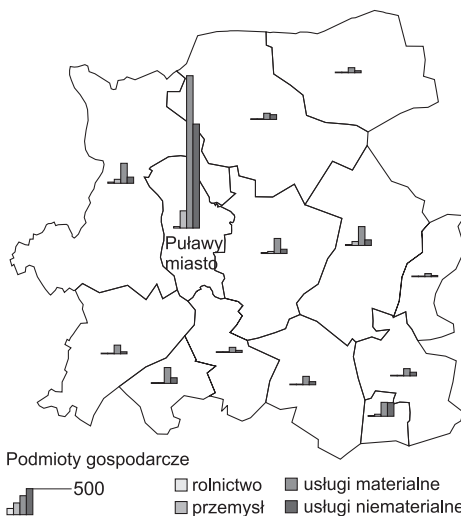 Puławy
miasto
Podmioty gospodarcze
500
rolnictwo
usługi materialne
przemysł
usługi niematerialne